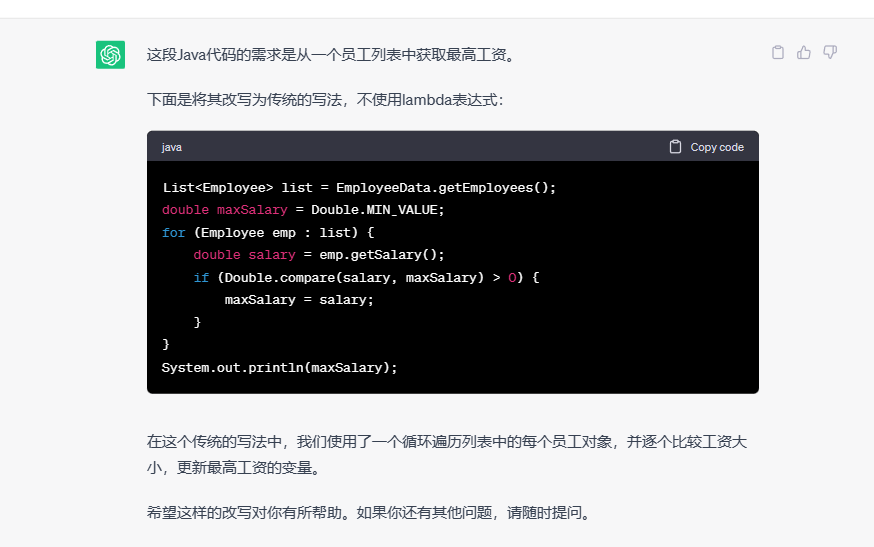 这段Java代码的需求是从一个员工列表中获取最高工资。
下面是将其改写为传统的写法，不使用lambda表达式：
java
Copy code
List<Employee> list = EmployeeData.getEmployees();
double maxSalary = Double.MIN_VALUE;
for (Employee emp : list) {
    double salary = emp.getSalary();
    if (Double.compare(salary, maxSalary) > 0) {
        maxSalary = salary;
    }
}
System.out.println(maxSalary);
在这个传统的写法中，我们使用了一个循环遍历列表中的每个员工对象，并逐个比较工资大
小，更新最高工资的变量。
希望这样的改写对你有所帮助。如果你还有其他问题，请随时提问。